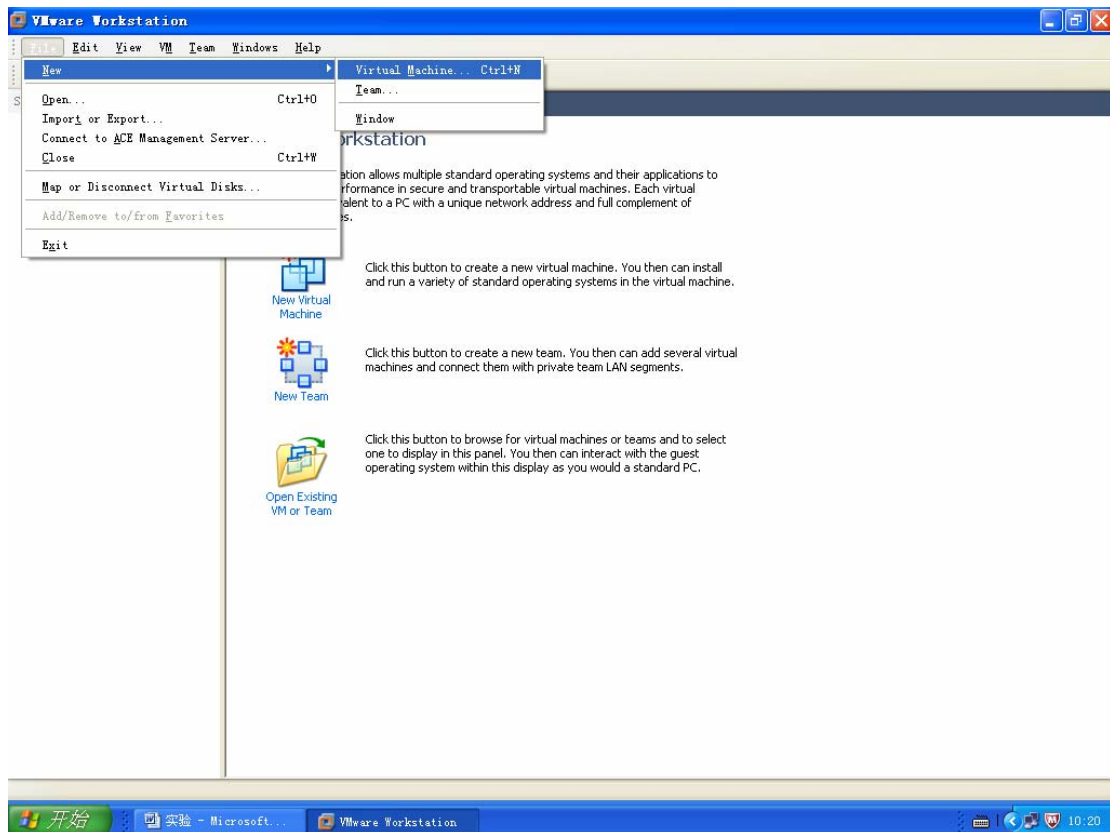 VMware Workstation
File Edit View VM Team Windows Help
New
Virtual Machine... Ctrl+N
Team...
Window
Open... Ctrl+O
Import or Export...
Connect to ACE Management Server...
Close Ctrl+W
Map or Disconnect Virtual Disks...
Add/Remove to/from Favorites
Exit
rkstation
tion allows multiple standard operating systems and their applications to
rformance in secure and transportable virtual machines. Each virtual
alent to a PC with a unique network address and full complement of
es.
New Virtual
Machine
Click this button to create a new virtual machine. You then can install
and run a variety of standard operating systems in the virtual machine.
New Team
Click this button to create a new team. You then can add several virtual
machines and connect them with private team LAN segments.
Open Existing
VM or Team
Click this button to browse for virtual machines or teams and to select
one to display in this panel. You then can interact with the guest
operating system within this display as you would a standard PC.
开始
实验 - Microsoft...
VMware Workstation
10:20